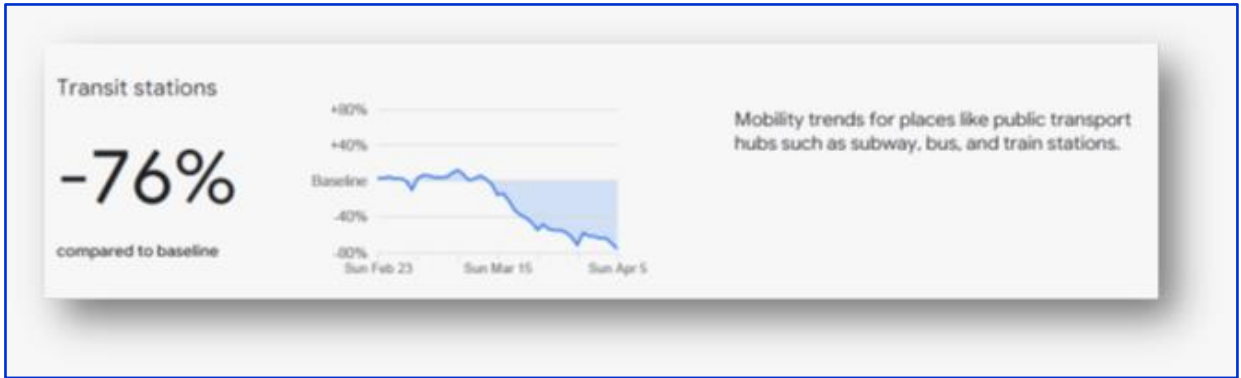 Transit stations
-76%
compared to baseline
+80%
+40%
Baseline
-40%
-80%
Sun Feb 23 Sun Mar 15 Sun Apr 5
Mobility trends for places like public transport
hubs such as subway, bus, and train stations.